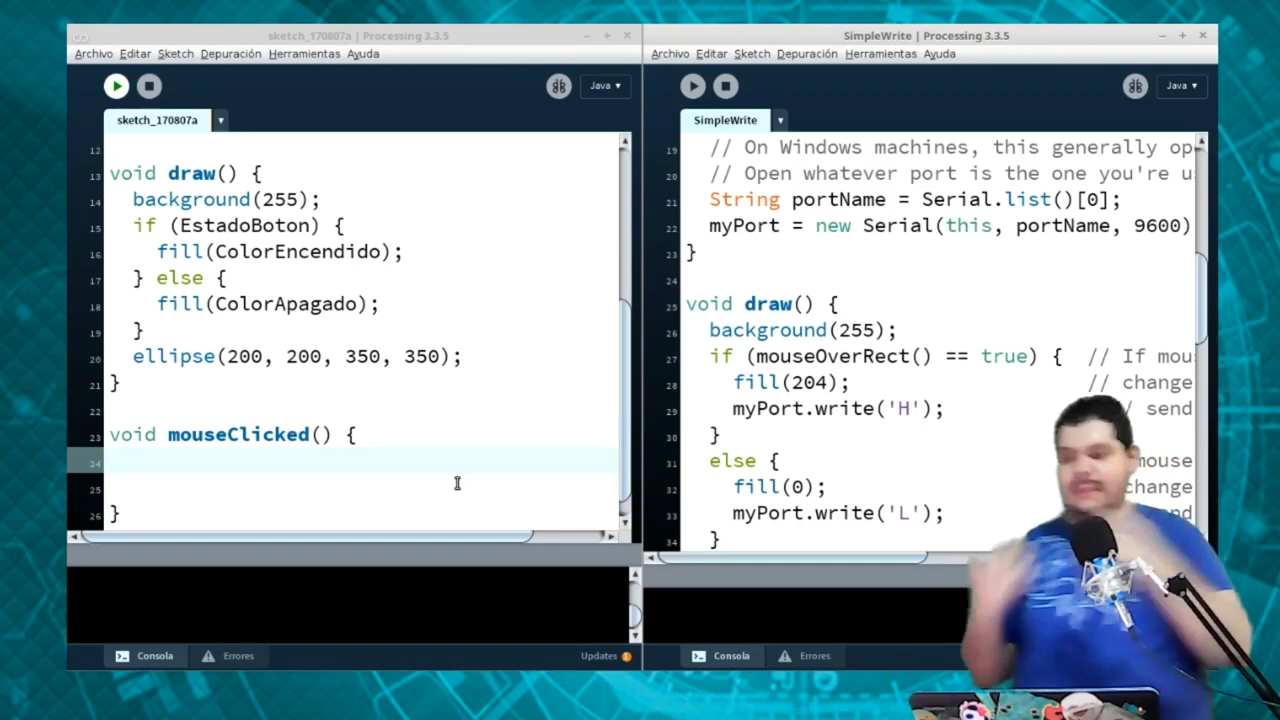 sketch_170807a | Processing 3.3.5
Archivo Editar Sketch Depuración Herramientas Ayuda
Java ▾
sketch_170807a
12
13 void draw() {
14 background(255);
15 if (EstadoBoton) {
16 fill(ColorEncendido);
17 } else {
18 fill(ColorApagado);
19 }
20 ellipse(200, 200, 350, 350);
21 }
22
23 void mouseClicked() {
24
25
26 }
Consola Errores Updates 1
SimpleWrite | Processing 3.3.5
Archivo Editar Sketch Depuración Herramientas Ayuda
Java ▾
SimpleWrite
19 // On Windows machines, this generally op
20 // Open whatever port is the one you're u
21 String portName = Serial.list()[0];
22 myPort = new Serial(this, portName, 9600)
23 }
24
25 void draw() {
26 background(255);
27 if (mouseOverRect() == true) { // If mou
28 fill(204); // change
29 myPort.write('H'); / send
30 }
31 else { mouse
32 fill(0); change
33 myPort.write('L');
34 }
Consola Errores